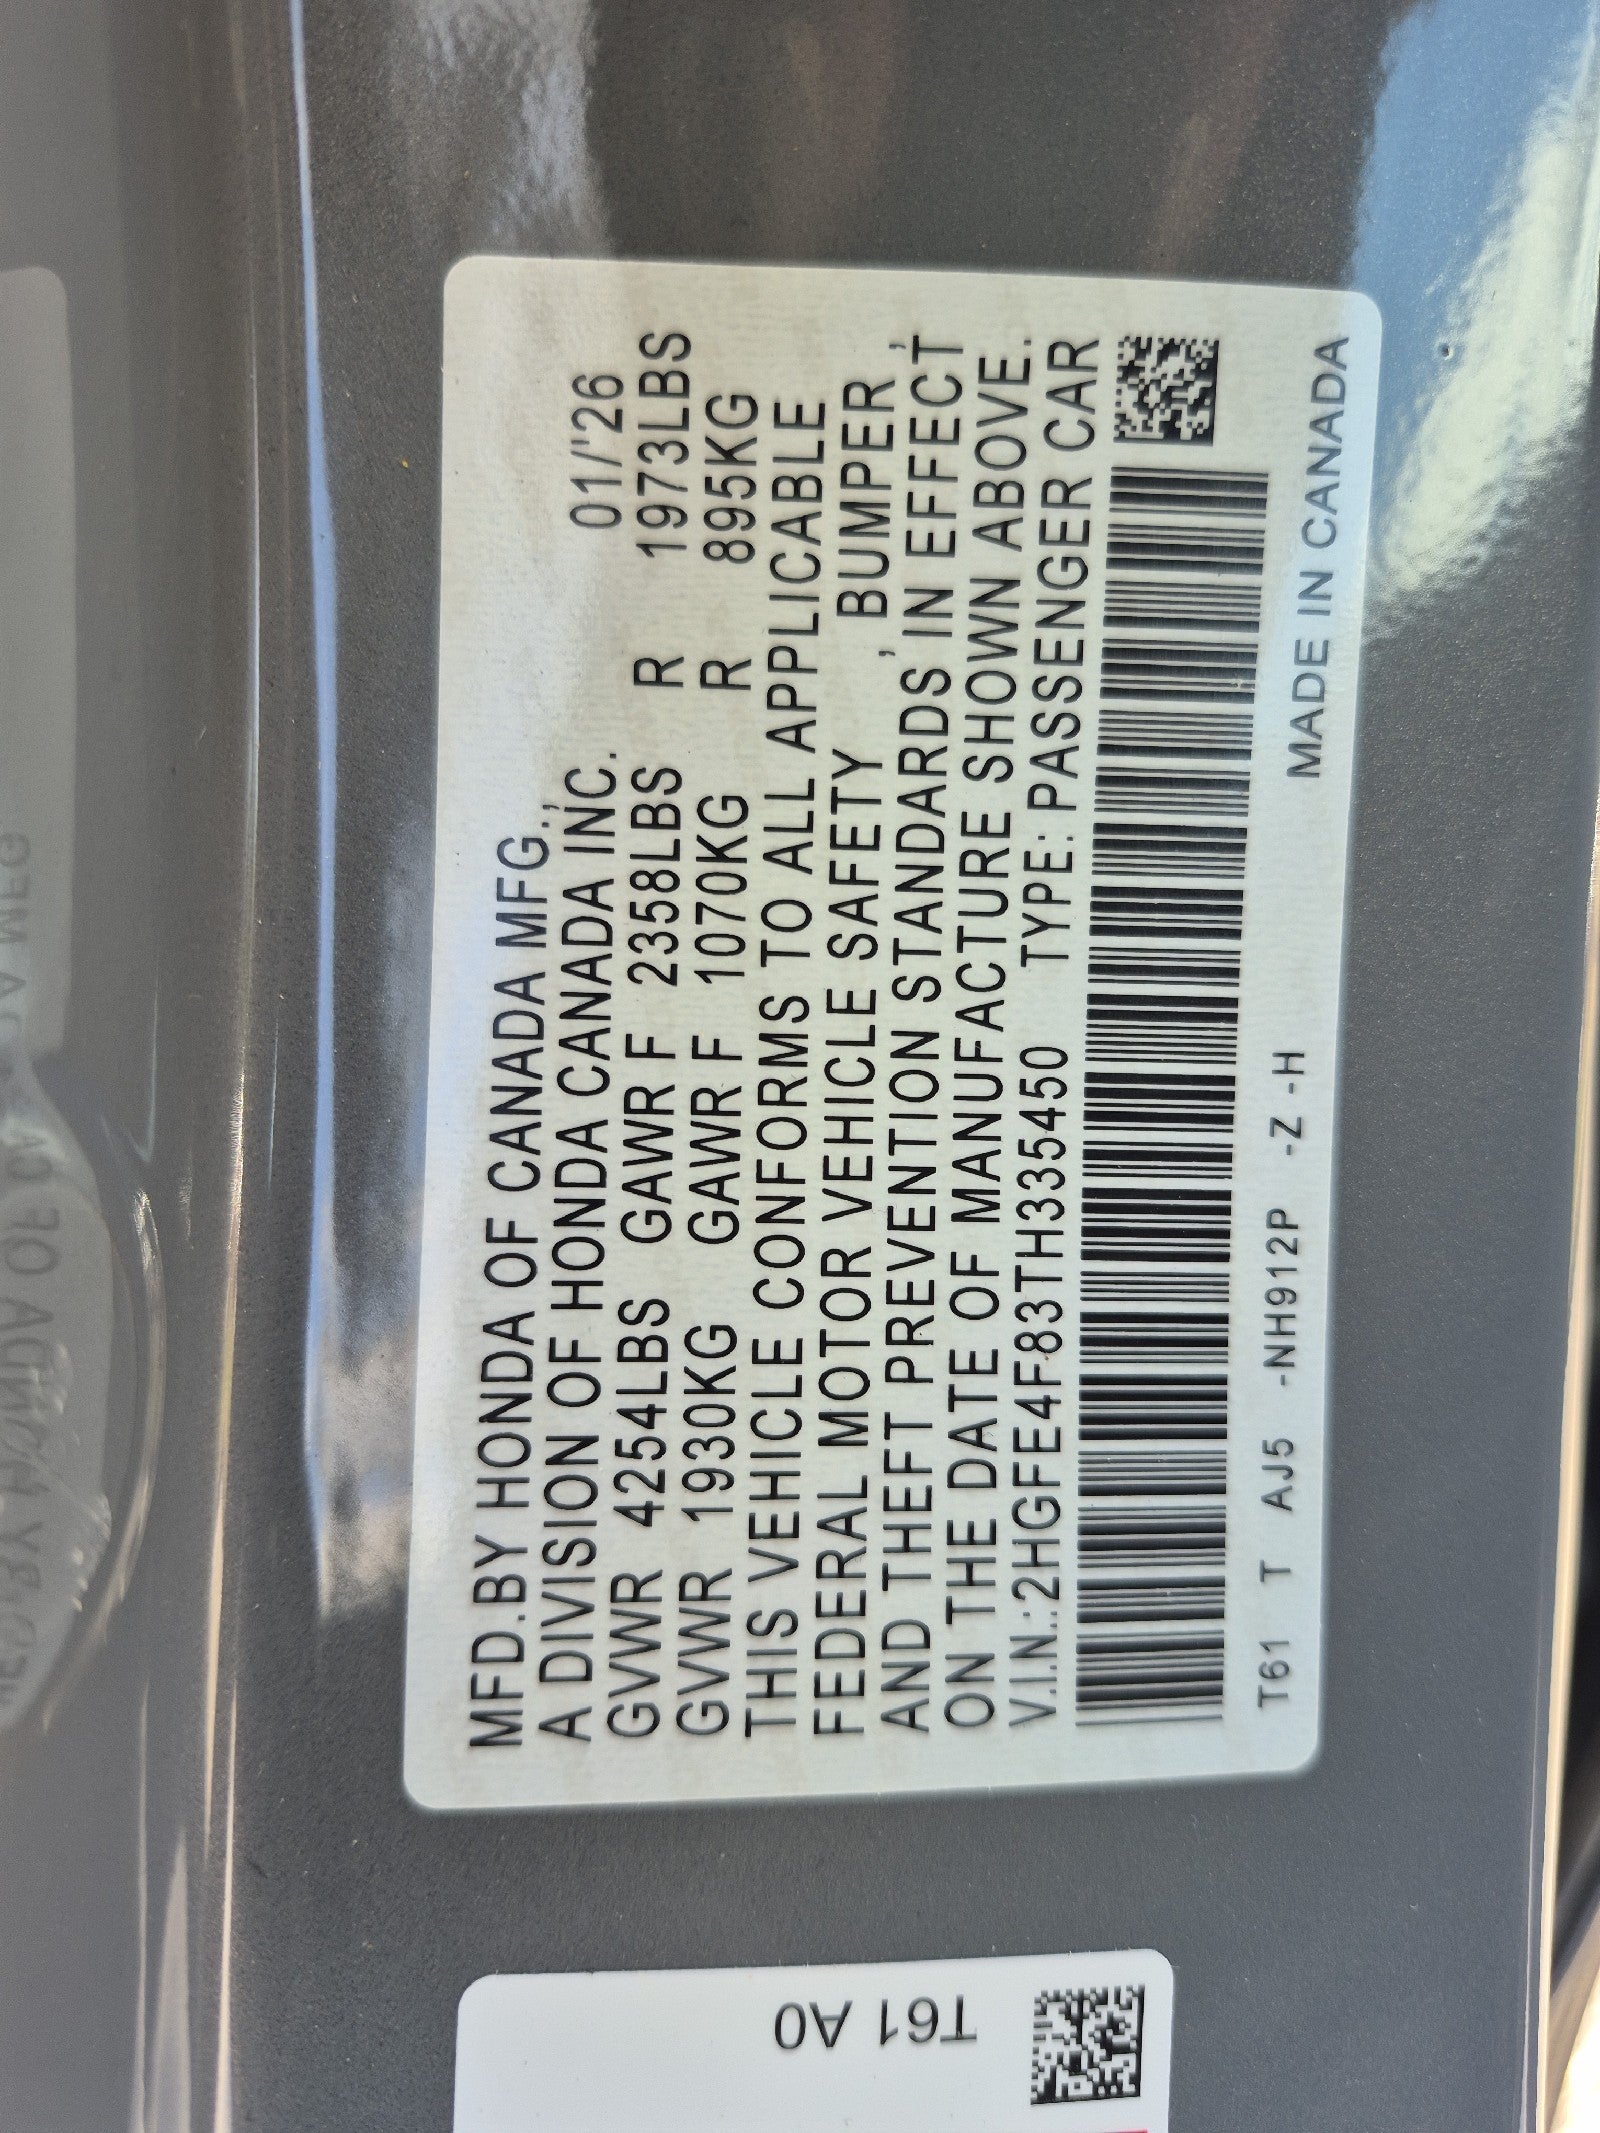 MFD.BY HONDA OF CANADA MFG.,
A DIVISION OF HONDA CANADA INC. 01/'26
GVWR 4254LBS GAWR F 2358LBS R 1973LBS
GVWR 1930KG GAWR F 1070KG R 895KG
THIS VEHICLE CONFORMS TO ALL APPLICABLE
FEDERAL MOTOR VEHICLE SAFETY, BUMPER,
AND THEFT PREVENTION STANDARDS IN EFFECT
ON THE DATE OF MANUFACTURE SHOWN ABOVE.
V.I.N.:2HGFE4F83TH335450 TYPE: PASSENGER CAR
T61 T AJ5 -NH912P -Z -H MADE IN CANADA
T61 A0